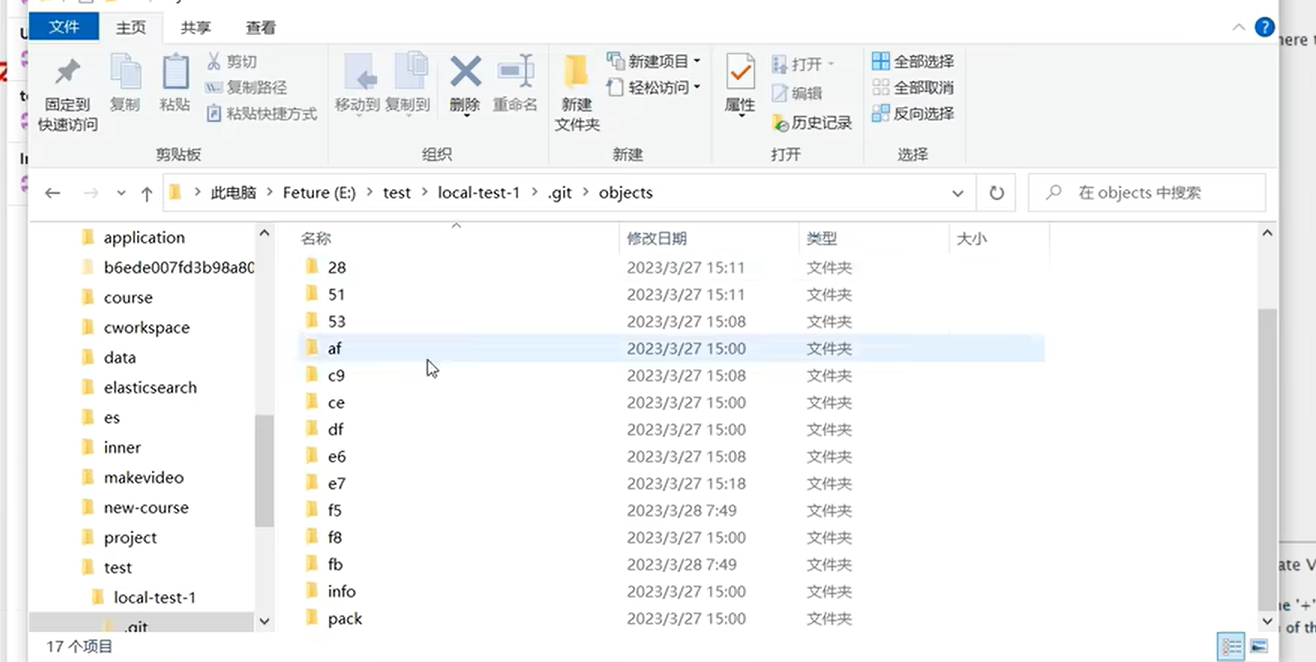 文件 主页 共享 查看
剪切
新建项目 打开 全部选择
复制路径 轻松访问 编辑 全部取消
固定到 复制 粘贴 移动到 复制到 删除 重命名 新建 属性
快速访问 粘贴快捷方式 文件夹 历史记录 反向选择
剪贴板 组织 新建 打开 选择
此电脑 Feture (E:) test local-test-1 .git objects 在 objects 中搜索
application
b6ede007fd3b98a80
course
cworkspace
data
elasticsearch
es
inner
makevideo
new-course
project
test
local-test-1
.git
名称 修改日期 类型 大小
28 2023/3/27 15:11 文件夹
51 2023/3/27 15:11 文件夹
53 2023/3/27 15:08 文件夹
af 2023/3/27 15:00 文件夹
c9 2023/3/27 15:08 文件夹
ce 2023/3/27 15:00 文件夹
df 2023/3/27 15:00 文件夹
e6 2023/3/27 15:08 文件夹
e7 2023/3/27 15:18 文件夹
f5 2023/3/28 7:49 文件夹
f8 2023/3/27 15:00 文件夹
fb 2023/3/28 7:49 文件夹
info 2023/3/27 15:00 文件夹
pack 2023/3/27 15:00 文件夹
17 个项目